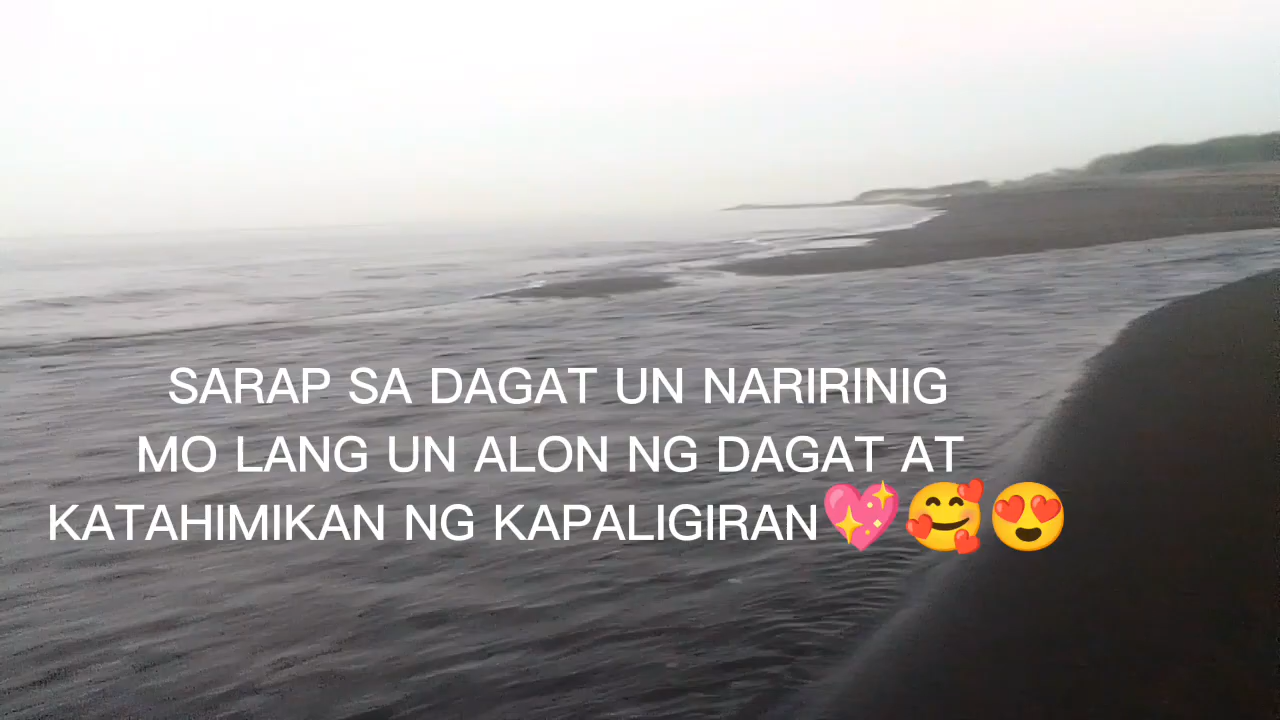 SARAP SA DAGAT UN NARIRINIG
MO LANG UN ALON NG DAGAT AT
KATAHIMIKAN NG KAPALIGIRAN💖🥰😍